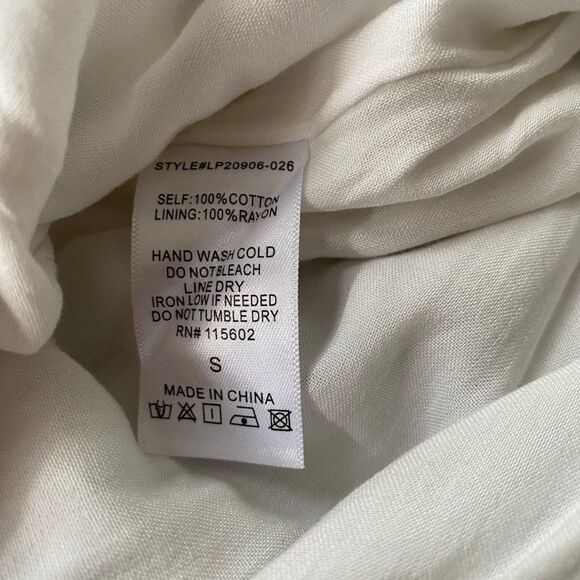 STYLE#LP20906-026
SELF:100%COTTON
LINING:100%RAYON
HAND WASH COLD
DO NOT BLEACH
LINE DRY
IRON LOW IF NEEDED
DO NOT TUMBLE DRY
RN# 115602
S
MADE IN CHINA